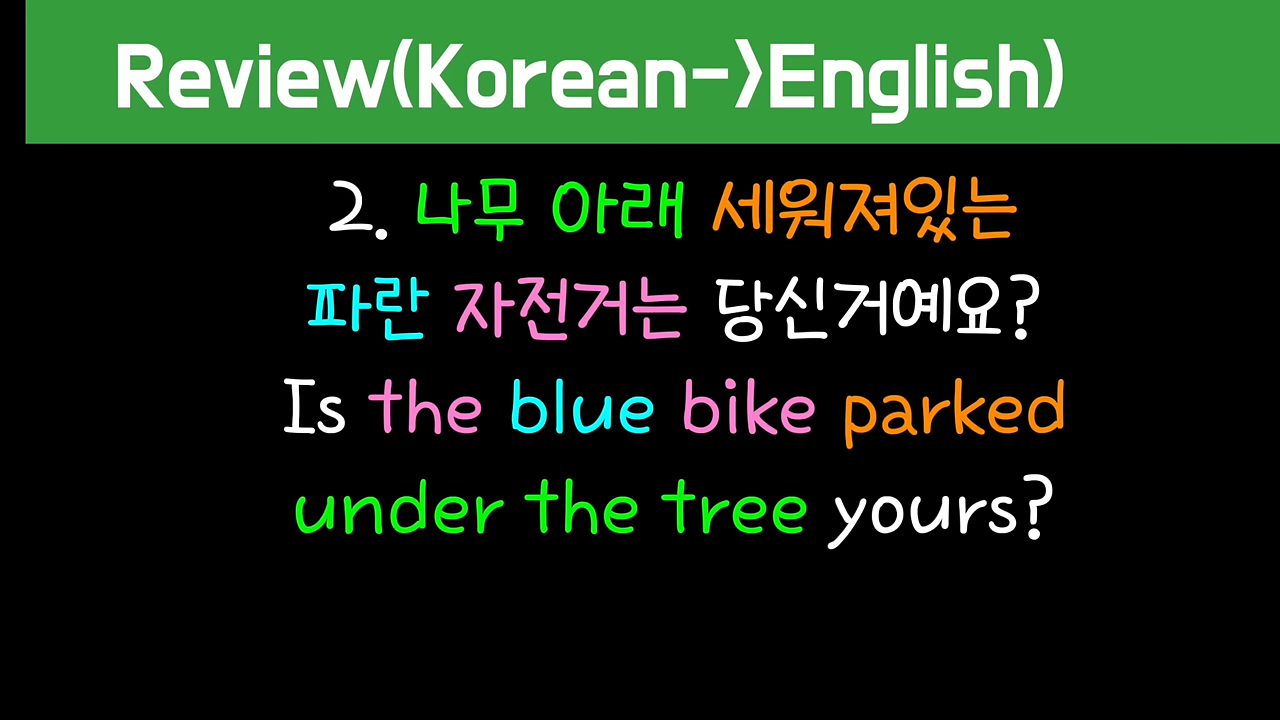 Review(Korean->English)
2. 나무 아래 세워져있는
파란 자전거는 당신거예요?
Is the blue bike parked
under the tree yours?